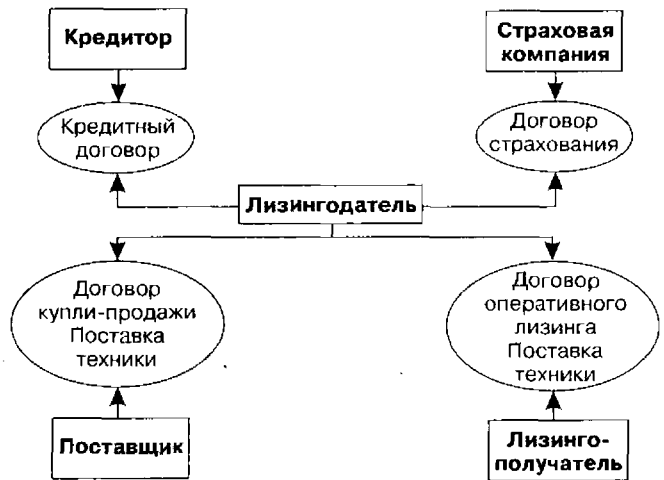 Кредитор
Страховая
компания
Кредитный
договор
Договор
страхования
Лизингодатель
Договор
купли-продажи
Поставка
техники
Договор
оперативного
лизинга
Поставка
техники
Поставщик
Лизинго-
получатель